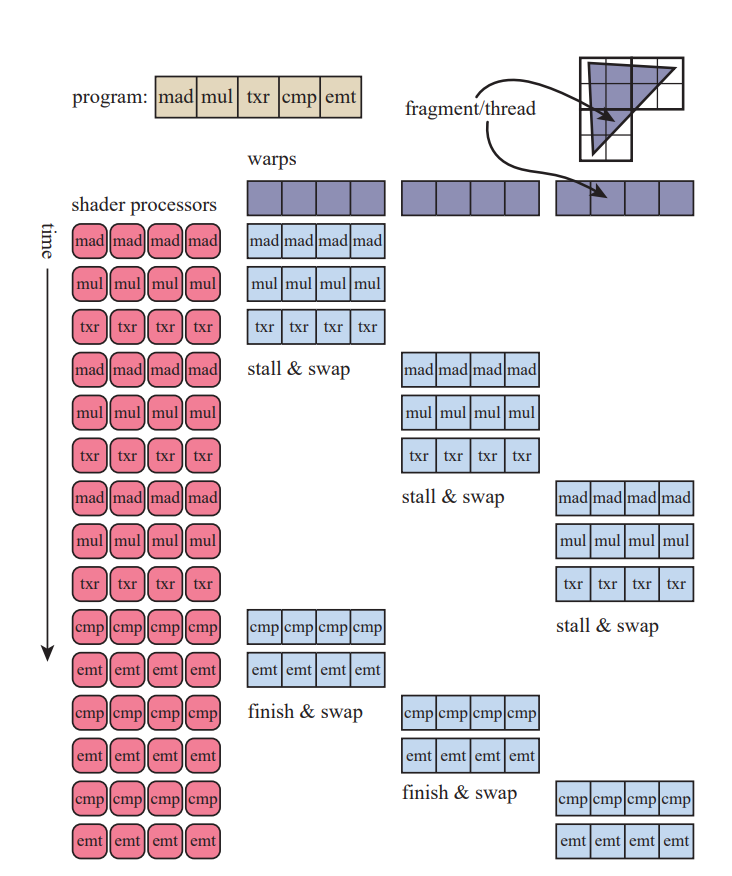 program: mad mul txr cmp emt
fragment/thread
warps
shader processors
time
mad mad mad mad mad mad mad mad
mul mul mul mul mul mul mul mul
txr txr txr txr txr txr txr txr
mad mad mad mad stall & swap mad mad mad mad
mul mul mul mul mul mul mul mul
txr txr txr txr txr txr txr txr
mad mad mad mad stall & swap mad mad mad mad
mul mul mul mul mul mul mul mul
txr txr txr txr txr txr txr txr
cmp cmp cmp cmp cmp cmp cmp cmp stall & swap
emt emt emt emt emt emt emt emt
cmp cmp cmp cmp finish & swap cmp cmp cmp cmp
emt emt emt emt emt emt emt emt
cmp cmp cmp cmp finish & swap cmp cmp cmp cmp
emt emt emt emt emt emt emt emt